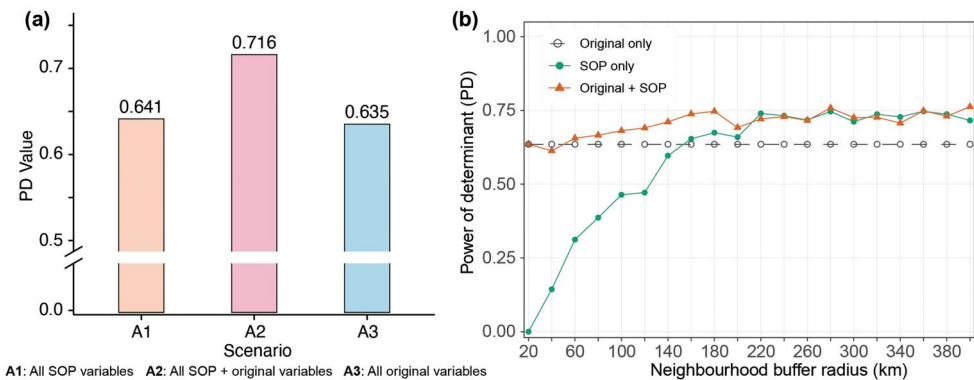 (a)
PD Value
0.7
0.6
0.5
0.0
0.641
0.716
0.635
A1 A2 A3
Scenario
A1: All SOP variables A2: All SOP + original variables A3: All original variables
(b)
Power of determinant (PD)
1.00
0.75
0.50
0.25
0.00
Original only
SOP only
Original + SOP
20 60 100 140 180 220 260 300 340 380
Neighbourhood buffer radius (km)